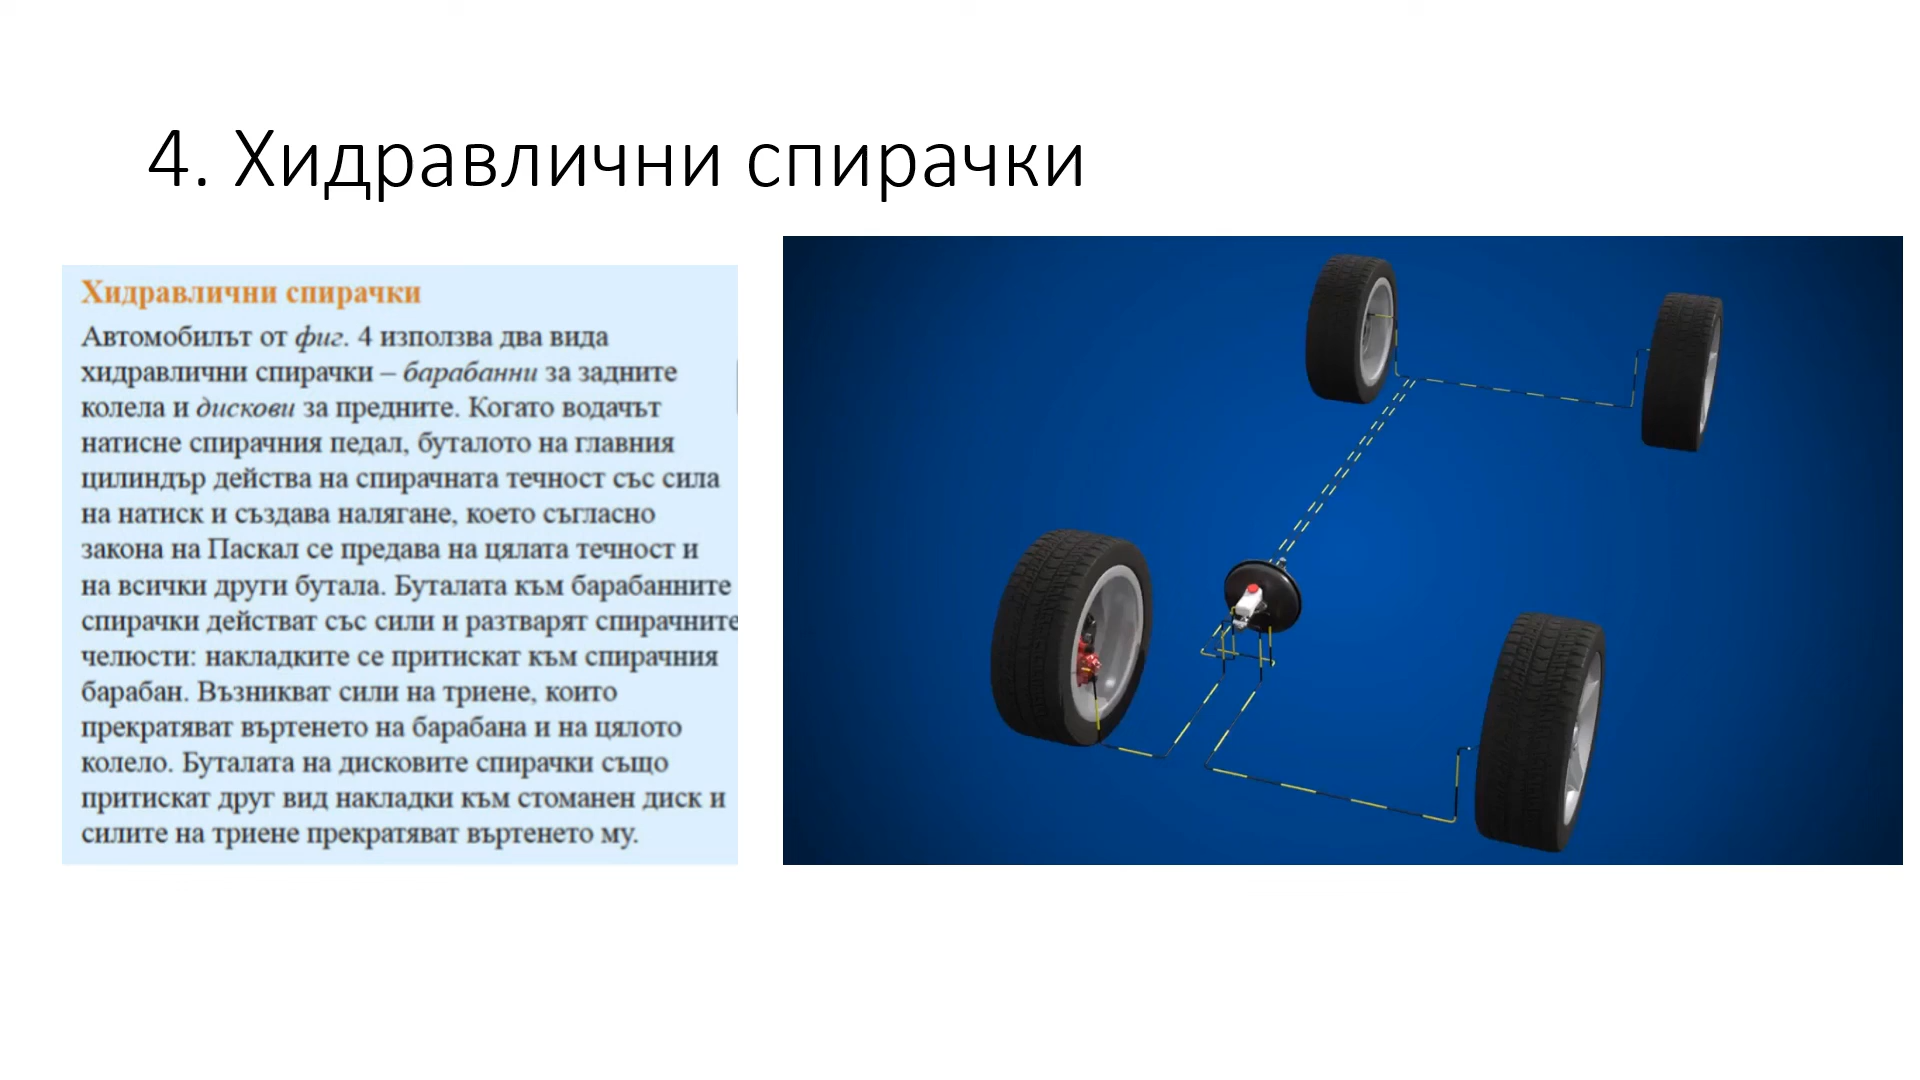 4. Хидравлични спирачки
Хидравлични спирачки
Автомобилът от фиг. 4 използва два вида
хидравлични спирачки – барабанни за задните
колела и дискови за предните. Когато водачът
натисне спирачния педал, буталото на главния
цилиндър действа на спирачната течност със сила
на натиск и създава налягане, което съгласно
закона на Паскал се предава на цялата течност и
на всички други бутала. Буталата към барабанните
спирачки действат със сили и разтварят спирачните
челюсти: накладките се притискат към спирачния
барабан. Възникват сили на триене, които
прекратяват въртенето на барабана и на цялото
колело. Буталата на дисковите спирачки също
притискат друг вид накладки към стоманен диск и
силите на триене прекратяват въртенето му.